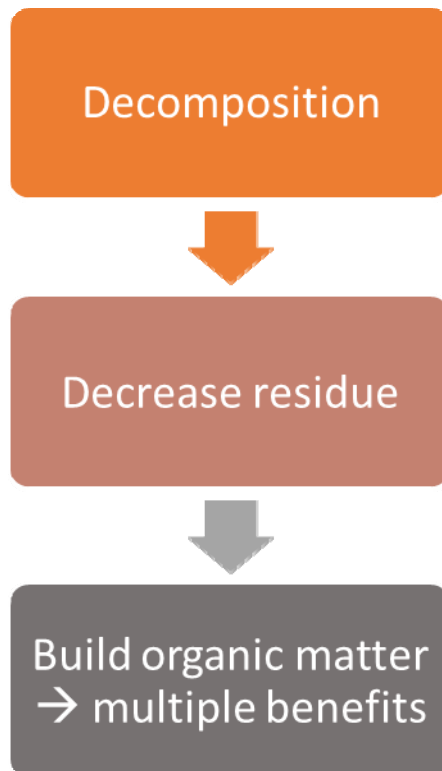 Decomposition
Decrease residue
Build organic matter
→ multiple benefits